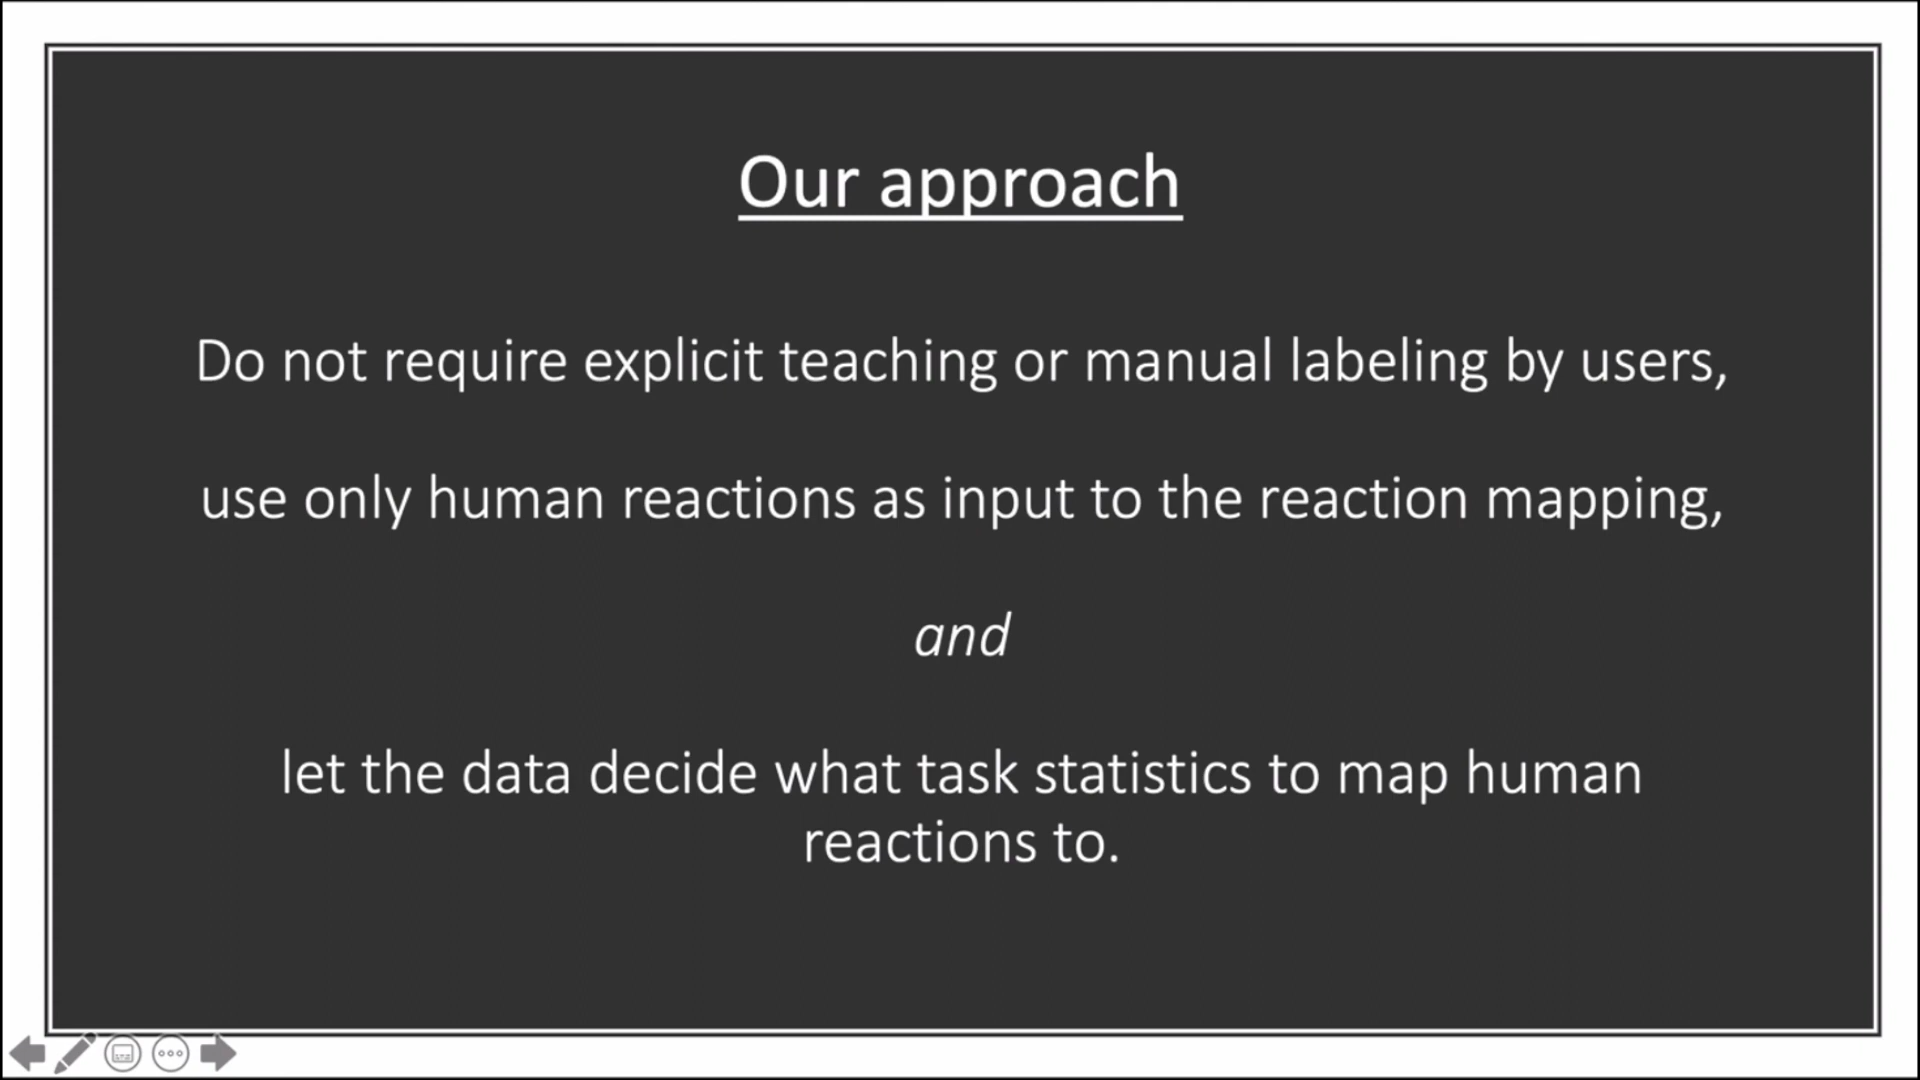 Our approach
Do not require explicit teaching or manual labeling by users,
use only human reactions as input to the reaction mapping,
and
let the data decide what task statistics to map human
reactions to.